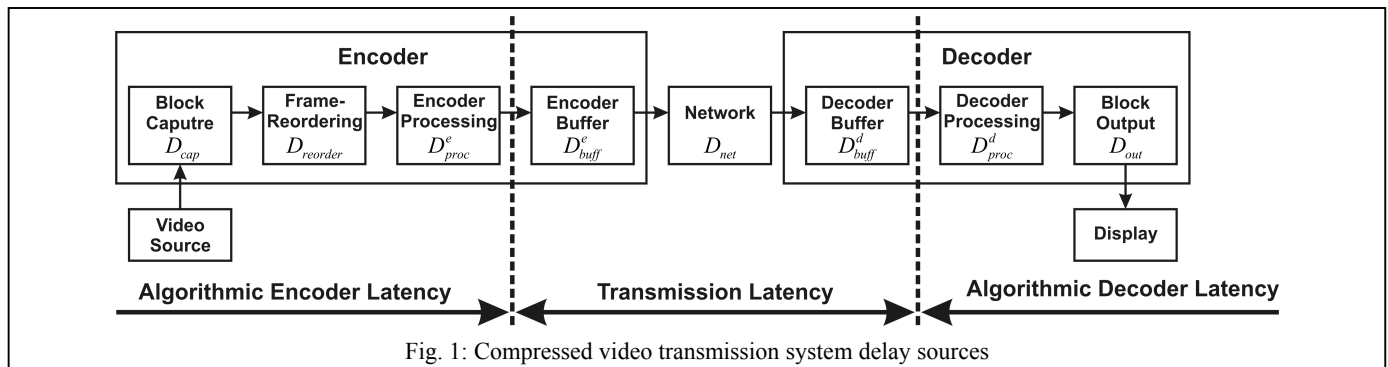 Encoder
Decoder
Block
Caputre
D_cap
Frame-
Reordering
D_reorder
Encoder
Processing
D^e_proc
Encoder
Buffer
D^e_buff
Network
D_net
Decoder
Buffer
D^d_buff
Decoder
Processing
D^d_proc
Block
Output
D_out
Video
Source
Display
Algorithmic Encoder Latency
Transmission Latency
Algorithmic Decoder Latency
Fig. 1: Compressed video transmission system delay sources